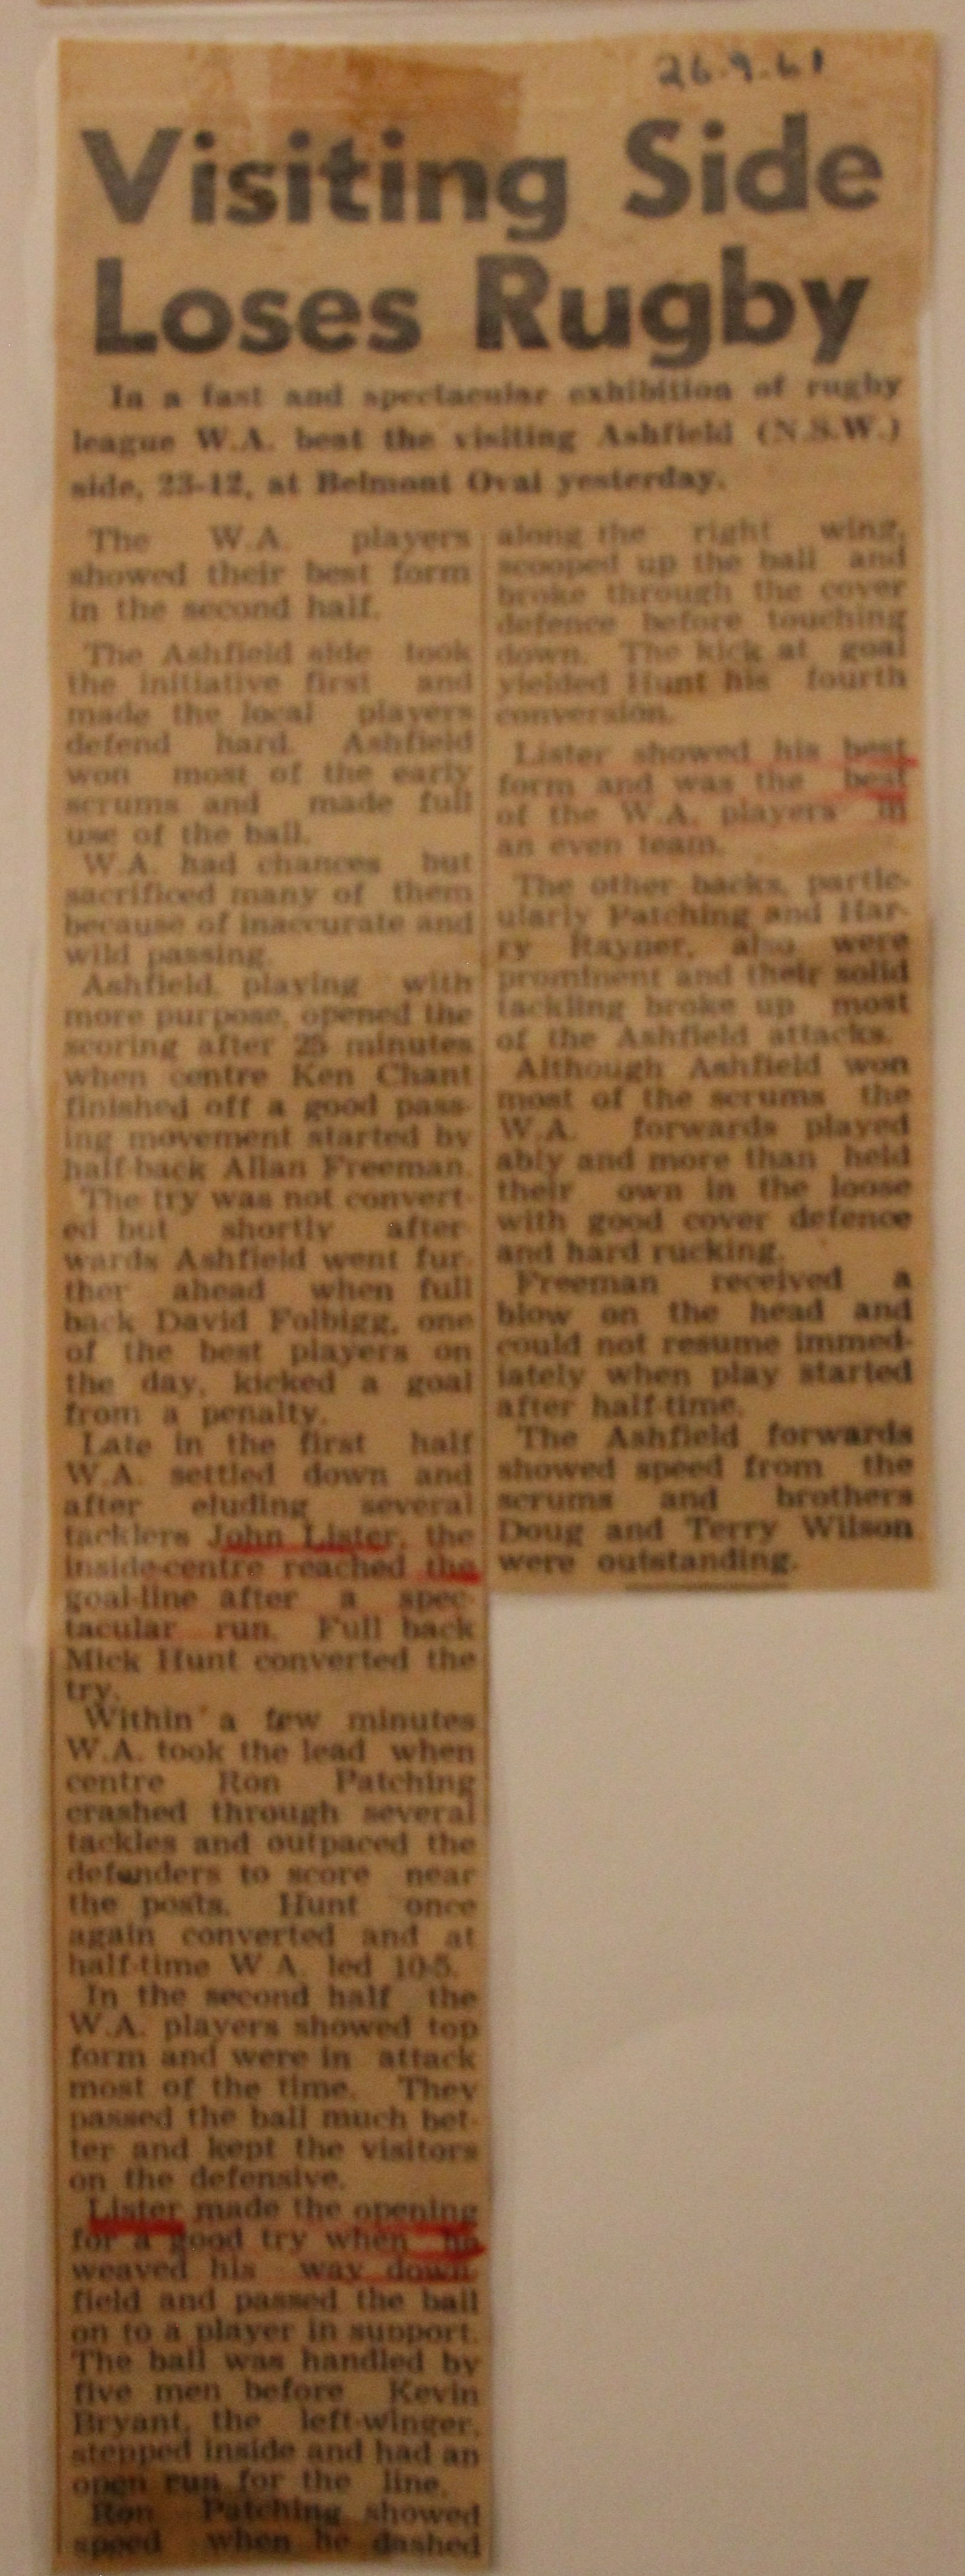 26-9-61
Visiting Side
Loses Rugby
In a fast and spectacular exhibition of rugby
league W.A. beat the visiting Ashfield (N.S.W.)
side, 23-12, at Belmont Oval yesterday.
The W.A. players
showed their best form
in the second half.
The Ashfield side took
the initiative first and
made the local players
defend hard. Ashfield
won most of the early
scrums and made full
use of the ball.
W.A. had chances but
sacrificed many of them
because of inaccurate and
wild passing.
Ashfield, playing with
more purpose, opened the
scoring after 25 minutes
when centre Ken Chant
finished off a good pass-
ing movement started by
half-back Allan Freeman.
The try was not convert-
ed but shortly after-
wards Ashfield went fur-
ther ahead when full
back David Folbigg, one
of the best players on
the day, kicked a goal
from a penalty.
Late in the first half
W.A. settled down and
after eluding several
tacklers John Lister, the
inside-centre reached the
goal-line after a spec-
tacular run. Full back
Mick Hunt converted the
try.
Within a few minutes
W.A. took the lead when
centre Ron Patching
crashed through several
tackles and outpaced the
defenders to score near
the posts. Hunt once
again converted and at
half-time W.A. led 10-5.
In the second half the
W.A. players showed top
form and were in attack
most of the time. They
passed the ball much bet-
ter and kept the visitors
on the defensive.
Lister made the opening
for a good try when he
weaved his way down-
field and passed the ball
on to a player in support.
The ball was handled by
five men before Kevin
Bryant, the left-winger,
stepped inside and had an
open run for the line.
Ron Patching showed
speed when he dashed
along the right wing,
scooped up the ball and
broke through the cover
defence before touching
down. The kick at goal
yielded Hunt his fourth
conversion.
Lister showed his best
form and was the best
of the W.A. players in
an even team.
The other backs, partic-
ularly Patching and Har-
ry Rayner, also were
prominent and their solid
tackling broke up most
of the Ashfield attacks.
Although Ashfield won
most of the scrums the
W.A. forwards played
ably and more than held
their own in the loose
with good cover defence
and hard rucking.
Freeman received a
blow on the head and
could not resume immed-
iately when play started
after half-time.
The Ashfield forwards
showed speed from the
scrums and brothers
Doug and Terry Wilson
were outstanding.